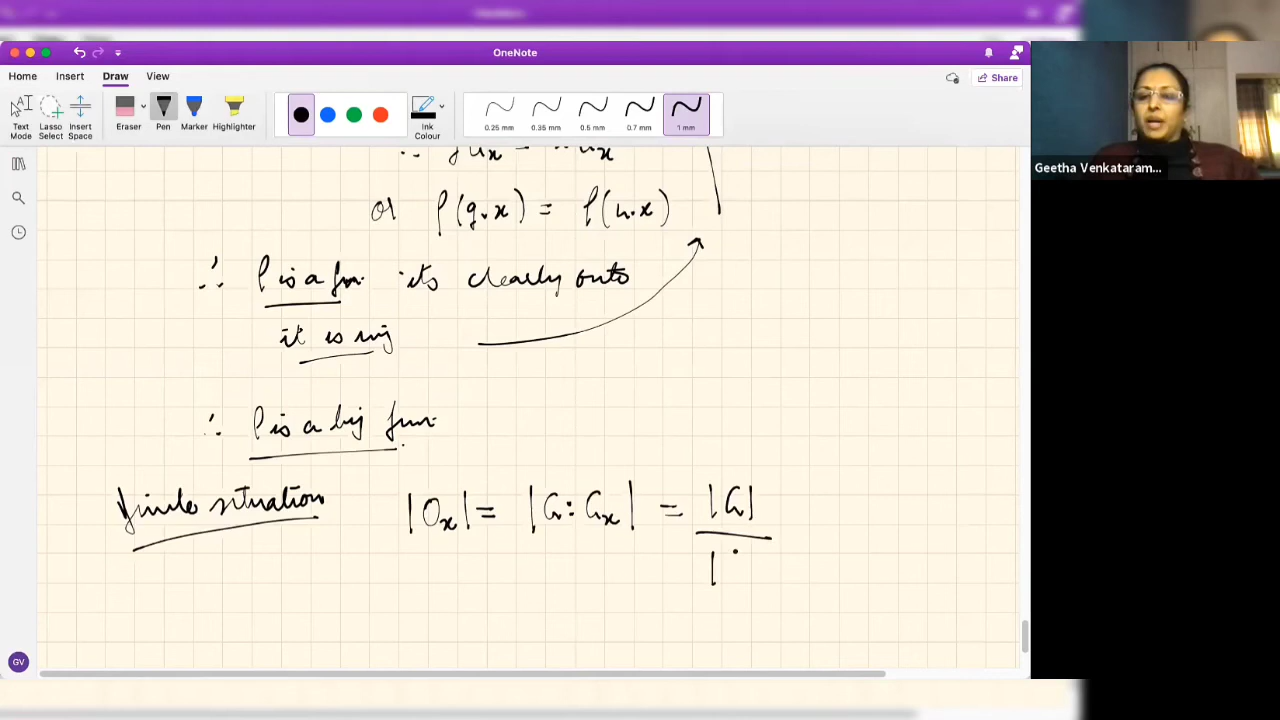 OneNote
Home Insert Draw View
Share
Text Mode
Lasso Select
Insert Space
Eraser
Pen
Marker
Highlighter
Ink Colour
0.25 mm
0.35 mm
0.5 mm
0.7 mm
1 mm
Geetha Venkataram...
or ρ(g.x) = ρ(h.x)
∴ ρ is a fun. its clearly onto
it is inj
∴ ρ is a bij fun.
finite situation |Oₓ| = |G : Gₓ| = |G|
|
GV